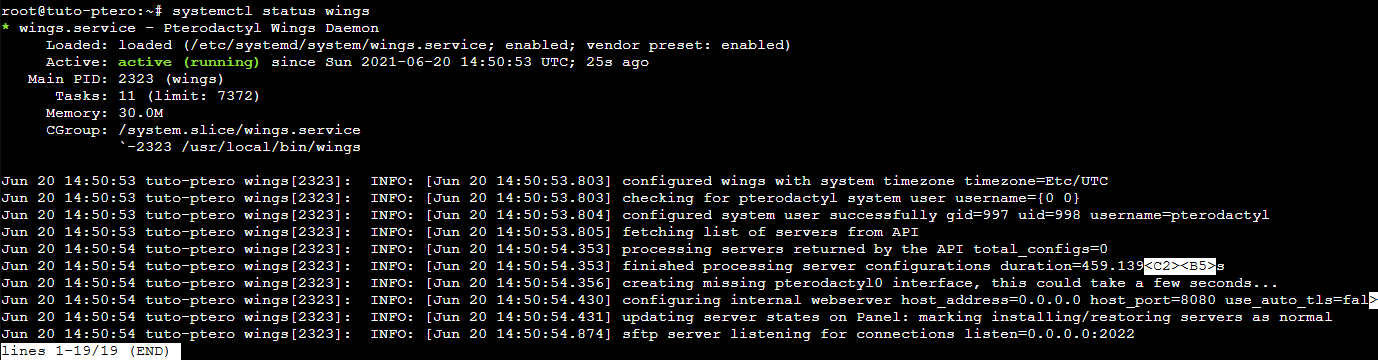 root@tuto-ptero:~# systemctl status wings
* wings.service - Pterodactyl Wings Daemon
Loaded: loaded (/etc/systemd/system/wings.service; enabled; vendor preset: enabled)
Active: active (running) since Sun 2021-06-20 14:50:53 UTC; 25s ago
Main PID: 2323 (wings)
Tasks: 11 (limit: 7372)
Memory: 30.0M
CGroup: /system.slice/wings.service
`-2323 /usr/local/bin/wings
Jun 20 14:50:53 tuto-ptero wings[2323]:  INFO: [Jun 20 14:50:53.803] configured wings with system timezone timezone=Etc/UTC
Jun 20 14:50:53 tuto-ptero wings[2323]:  INFO: [Jun 20 14:50:53.803] checking for pterodactyl system user username={0 0}
Jun 20 14:50:53 tuto-ptero wings[2323]:  INFO: [Jun 20 14:50:53.804] configured system user successfully gid=997 uid=998 username=pterodactyl
Jun 20 14:50:53 tuto-ptero wings[2323]:  INFO: [Jun 20 14:50:53.805] fetching list of servers from API
Jun 20 14:50:54 tuto-ptero wings[2323]:  INFO: [Jun 20 14:50:54.353] processing servers returned by the API total_configs=0
Jun 20 14:50:54 tuto-ptero wings[2323]:  INFO: [Jun 20 14:50:54.353] finished processing server configurations duration=459.139<C2><B5>s
Jun 20 14:50:54 tuto-ptero wings[2323]:  INFO: [Jun 20 14:50:54.356] creating missing pterodactyl0 interface, this could take a few seconds...
Jun 20 14:50:54 tuto-ptero wings[2323]:  INFO: [Jun 20 14:50:54.430] configuring internal webserver host_address=0.0.0.0 host_port=8080 use_auto_tls=fal>
Jun 20 14:50:54 tuto-ptero wings[2323]:  INFO: [Jun 20 14:50:54.431] updating server states on Panel: marking installing/restoring servers as normal
Jun 20 14:50:54 tuto-ptero wings[2323]:  INFO: [Jun 20 14:50:54.874] sftp server listening for connections listen=0.0.0.0:2022
lines 1-19/19 (END)